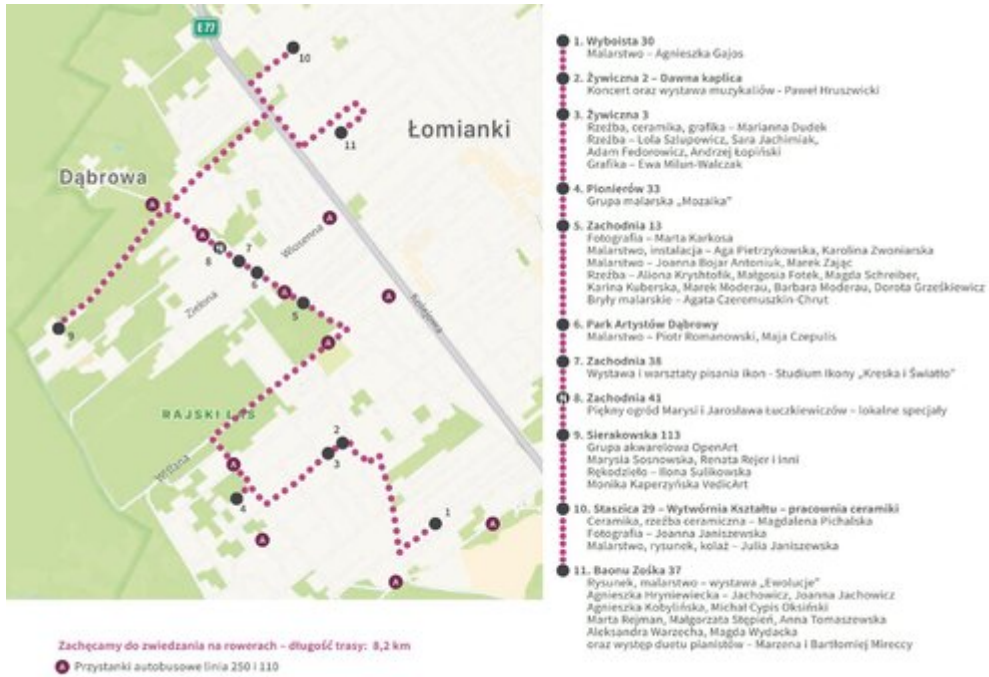 E77
10
11
Łomianki
Dąbrowa
A
A
A
8
7
Wiosenna
6
A
A
Zielona
5
Kolejowa
9
A
RAJSKI LAS
2
3
Wiślana
A
4
1
A
A
A
1. Wyboista 30
Malarstwo – Agnieszka Gajos
2. Żywiczna 2 – Dawna kaplica
Koncert oraz wystawa muzykaliów - Paweł Hruszwicki
3. Żywiczna 3
Rzeźba, ceramika, grafika – Marianna Dudek
Rzeźba – Lola Szlupowicz, Sara Jachimiak,
Adam Fedorowicz, Andrzej Łopiński
Grafika – Ewa Milun-Walczak
4. Pionierów 33
Grupa malarska „Mozaika”
5. Zachodnia 13
Fotografia – Marta Karkosa
Malarstwo, instalacja – Aga Pietrzykowska, Karolina Zwoniarska
Malarstwo – Joanna Bojar Antoniuk, Marek Zając
Rzeźba – Aliona Kryshtofik, Małgosia Fotek, Magda Schreiber,
Karina Kuberska, Marek Moderau, Barbara Moderau, Dorota Grześkiewicz
Bryły malarskie – Agata Czeremuszkin-Chrut
6. Park Artystów Dąbrowy
Malarstwo – Piotr Romanowski, Maja Czepulis
7. Zachodnia 38
Wystawa i warsztaty pisania ikon - Studium Ikony „Kreska i Światło”
8. Zachodnia 41
Piękny ogród Marysi i Jarosława Łuczkiewiczów – lokalne specjały
9. Sierakowska 113
Grupa akwarelowa OpenArt
Marysia Sosnowska, Renata Rejer i inni
Rękodzieło – Ilona Sulikowska
Monika Kaperzyńska VedicArt
10. Staszica 29 – Wytwórnia Kształtu – pracownia ceramiki
Ceramika, rzeźba ceramiczna – Magdalena Pichalska
Fotografia – Joanna Janiszewska
Malarstwo, rysunek, kolaż – Julia Janiszewska
11. Baonu Zośka 37
Rysunek, malarstwo – wystawa „Ewolucje”
Agnieszka Hryniewiecka – Jachowicz, Joanna Jachowicz
Agnieszka Kobylińska, Michał Cypis Oksiński
Marta Rejman, Małgorzata Stępień, Anna Tomaszewska
Aleksandra Warzecha, Magda Wydacka
oraz występ duetu pianistów – Marzena i Bartłomiej Mireccy
Zachęcamy do zwiedzania na rowerach – długość trasy: 8,2 km
A Przystanki autobusowe linia 250 i 110